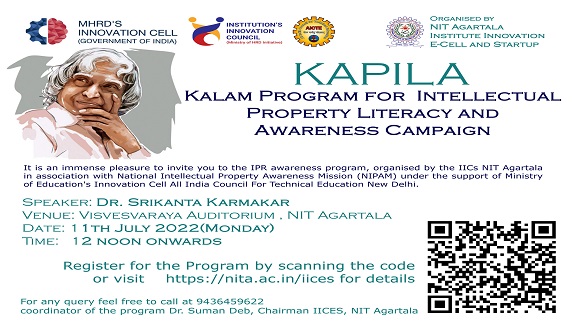 MHRD'S
INNOVATION CELL
(GOVERNMENT OF INDIA)
INSTITUTION'S
INNOVATION
COUNCIL
(Ministry of HRD Initiative)
AICTE
ORGANISED BY
NIT AGARTALA
INSTITUTE INNOVATION
E-CELL AND STARTUP
KAPILA
KALAM PROGRAM FOR INTELLECTUAL
PROPERTY LITERACY AND
AWARENESS CAMPAIGN
It is an immense pleasure to invite you to the IPR awareness program, organised by the IICs NIT Agartala
in association with National Intellectual Property Awareness Mission (NIPAM) under the support of Ministry
of Education's Innovation Cell All India Council For Technical Education New Delhi.
SPEAKER: DR. SRIKANTA KARMAKAR
VENUE: VISVESVARAYA AUDITORIUM , NIT AGARTALA
DATE: 11TH JULY 2022(MONDAY)
TIME: 12 NOON ONWARDS
Register for the Program by scanning the code
or visit https://nita.ac.in/iices for details
For any query feel free to call at 9436459622
coordinator of the program Dr. Suman Deb, Chairman IICES, NIT Agartala